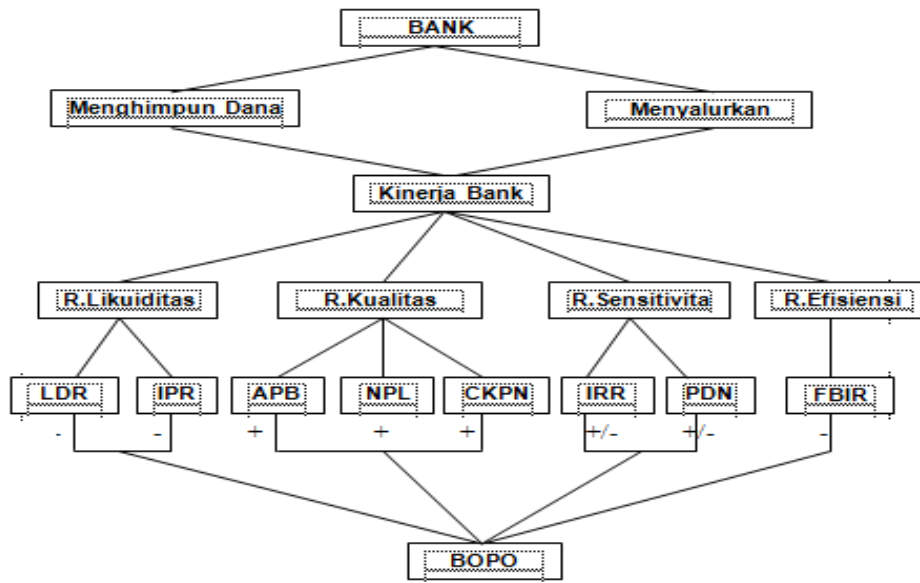 BANK
Menghimpun Dana
Menyalurkan
Kinerja Bank
R.Likuiditas
R.Kualitas
R.Sensitivita
R.Efisiensi
LDR
IPR
APB
NPL
CKPN
IRR
PDN
FBIR
-
-
+
+
+
+/-
+/-
-
BOPO